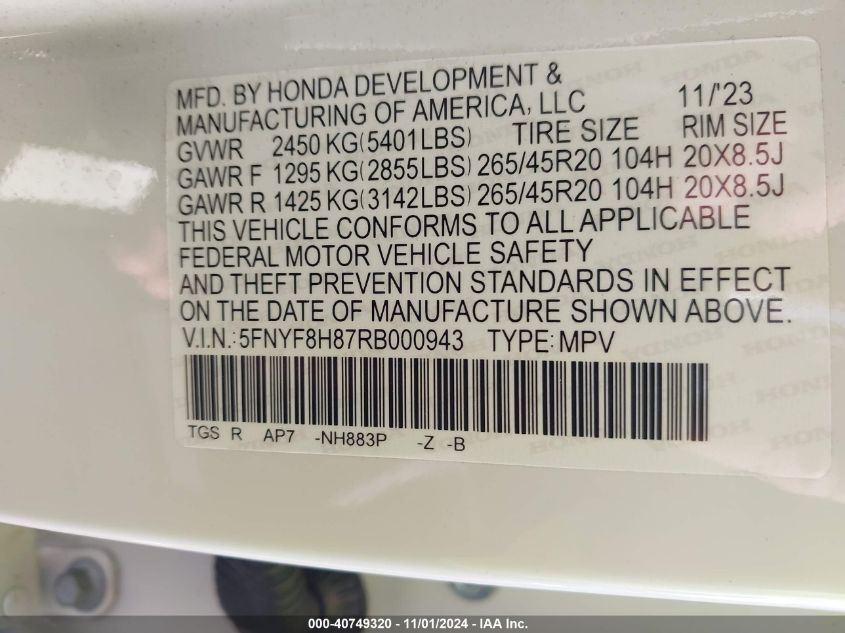 MFD. BY HONDA DEVELOPMENT &
MANUFACTURING OF AMERICA, LLC 11/'23
GVWR 2450 KG(5401LBS) TIRE SIZE RIM SIZE
GAWR F 1295 KG(2855LBS) 265/45R20 104H 20X8.5J
GAWR R 1425 KG(3142LBS) 265/45R20 104H 20X8.5J
THIS VEHICLE CONFORMS TO ALL APPLICABLE
FEDERAL MOTOR VEHICLE SAFETY
AND THEFT PREVENTION STANDARDS IN EFFECT
ON THE DATE OF MANUFACTURE SHOWN ABOVE.
V.I.N.:5FNYF8H87RB000943 TYPE:MPV
TGS R AP7 -NH883P -Z -B
000-40749320 - 11/01/2024 - IAA Inc.